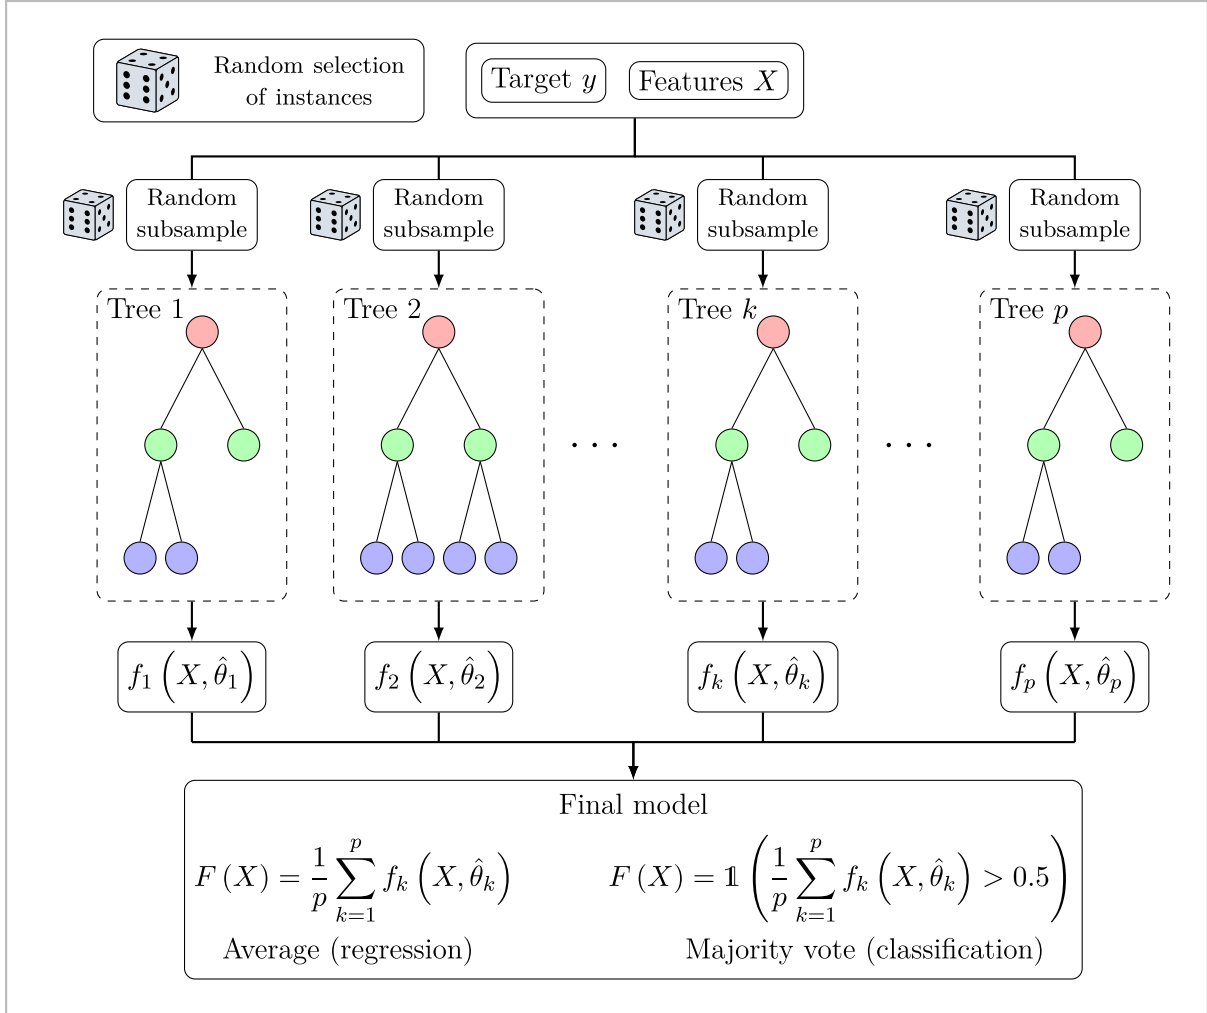 Random selection
of instances
Target y
Features X
Random
subsample
Random
subsample
Random
subsample
Random
subsample
Tree 1
Tree 2
Tree k
Tree p
. . .
. . .
f₁ (X, θ̂₁)
f₂ (X, θ̂₂)
fₖ (X, θ̂ₖ)
fₚ (X, θ̂ₚ)
Final model
F (X) = 1/p ∑_{k=1}^{p} fₖ (X, θ̂ₖ)
F (X) = 𝟙 (1/p ∑_{k=1}^{p} fₖ (X, θ̂ₖ) > 0.5)
Average (regression)
Majority vote (classification)